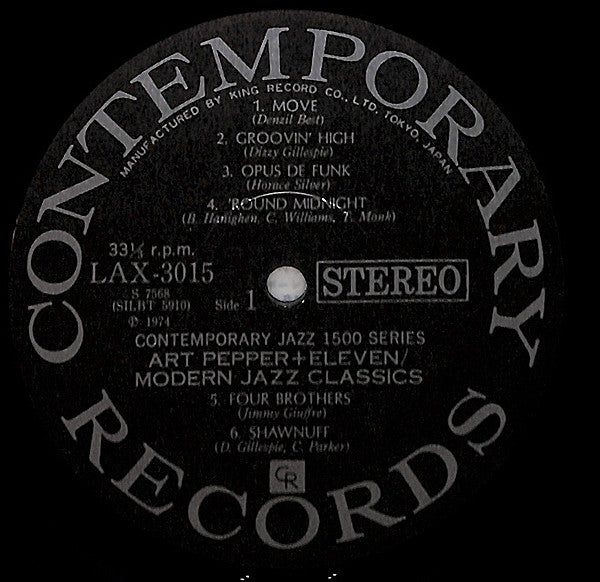 CONTEMPORARY
MANUFACTURED BY KING RECORD CO., LTD, TOKYO, JAPAN
1. MOVE
(Denzil Best)
2. GROOVIN' HIGH
(Dizzy Gillespie)
3. OPUS DE FUNK
(Horace Silver)
4. 'ROUND MIDNIGHT
(B. Hanighen, C. Williams, T. Monk)
33⅓ r.p.m.
LAX-3015
STEREO
S 7568
(SILBT 5910)
Side 1
℗ 1974
CONTEMPORARY JAZZ 1500 SERIES
ART PEPPER+ELEVEN/
MODERN JAZZ CLASSICS
5. FOUR BROTHERS
(Jimmy Giuffre)
6. SHAWNUFF
(D. Gillespie, C. Parker)
CR
RECORDS